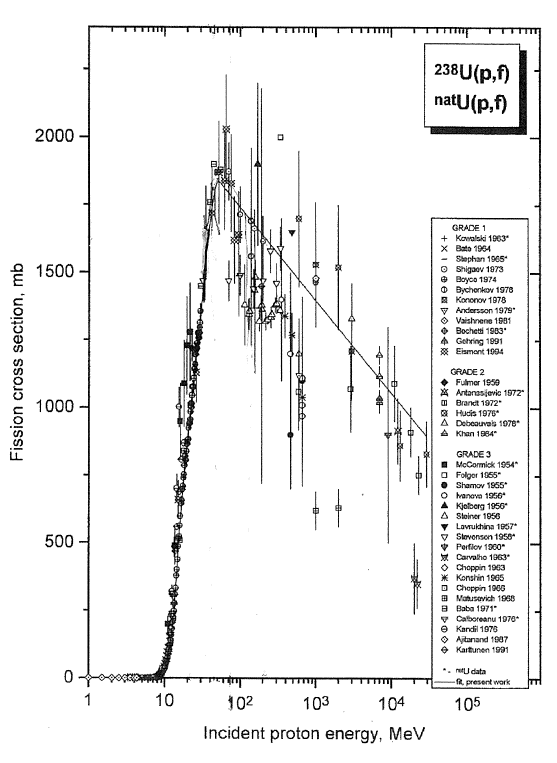 238U(p,f)
natU(p,f)
Fission cross section, mb
2000
1500
1000
500
0
1
10
10²
10³
10⁴
10⁵
Incident proton energy, MeV
GRADE 1
Kowalski 1963*
Bate 1964
Stephan 1965*
Shigaev 1973
Boyce 1974
Bychenkov 1978
Kononov 1978
Andersson 1979*
Vaishnene 1981
Bochetti 1983*
Gehring 1991
Eismont 1994
GRADE 2
Fulmer 1959
Antanasijevic 1972*
Brandt 1972*
Hudis 1976*
Debeauvais 1978*
Khan 1984*
GRADE 3
McCormick 1954*
Folger 1955*
Shamov 1955*
Ivanova 1956*
Kjelberg 1956*
Steiner 1956
Lavrukhina 1957*
Stevenson 1958*
Perfilov 1960*
Carvalho 1963*
Choppin 1963
Konshin 1965
Choppin 1966
Matusevich 1968
Baba 1971*
Calboreanu 1976*
Kandil 1976
Ajitanand 1987
Karttunen 1991
* - natU data
fit, present work